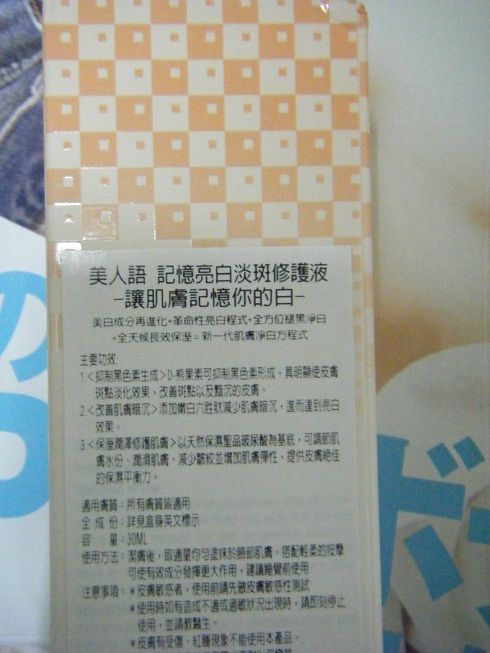 美人語 記憶亮白淡斑修護液
-讓肌膚記憶你的白-
美白成分再進化+革命性亮白程式+全方位褪黑淨白
+全天候長效保溼=新一代肌膚淨白方程式
主要功效
1.<抑制黑色素生成>D-熊果素可抑制黑色素形成，具明顯使皮膚
斑點淡化效果，改善斑點以及黯沉的皮膚。
2.<改善肌膚暗沉>添加嫩白六胜肽減少肌膚暗沉，進而達到亮白
效果。
3.<保溼潤澤修護肌膚>以天然保濕聖品玻尿酸為基底，可調節肌
膚水份、潤滑肌膚、減少皺紋並增加肌膚彈性，提供皮膚絕佳
的保濕平衡力。
適用膚質：所有膚質皆適用
全 成 份：詳見盒身英文標示
容　　量：30ML
使用方法：潔膚後，取適量均勻塗抹於臉部肌膚，搭配輕柔的按摩
可使有效成分發揮更大作用，建議睡覺前使用
注意事項：*皮膚敏感者，使用前請先做皮膚敏感性測試
*使用時如有造成不適或過敏狀況出現時，請即刻停止
使用，並請教醫生。
*皮膚有受傷、紅腫現象不能使用本產品。
の